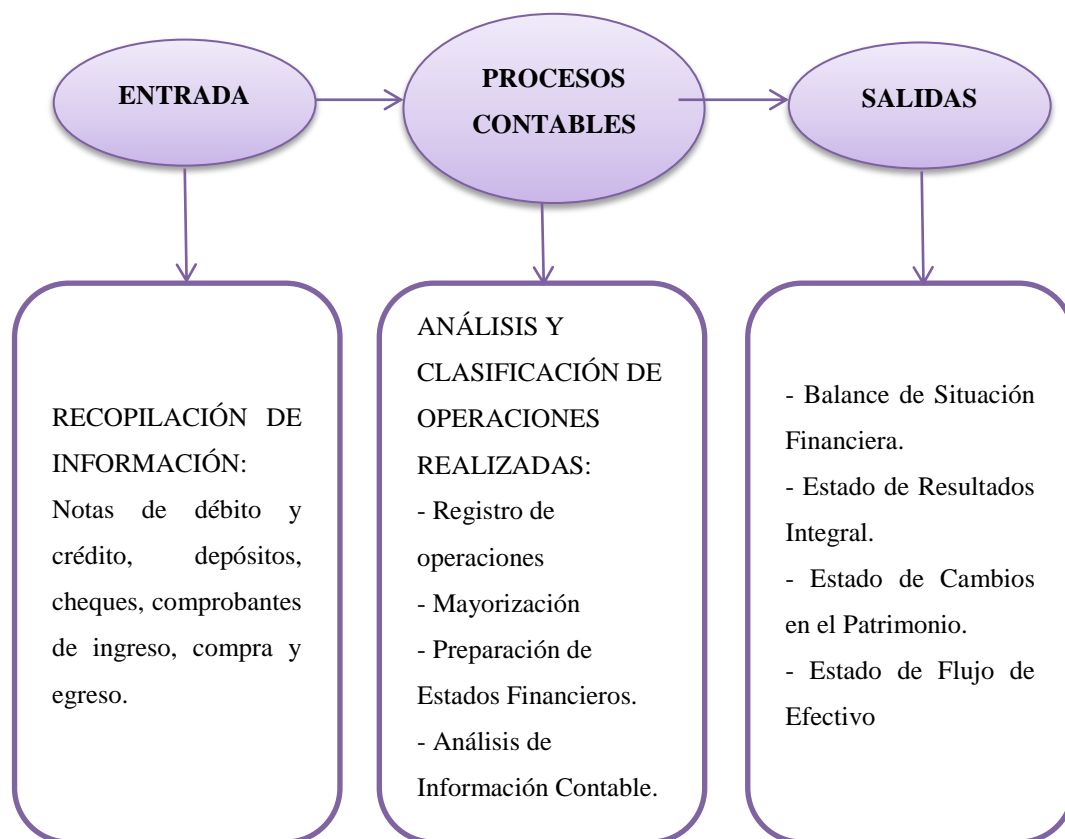 ENTRADA
PROCESOS
CONTABLES
SALIDAS
RECOPILACIÓN DE
INFORMACIÓN:
Notas de débito y
crédito, depósitos,
cheques, comprobantes
de ingreso, compra y
egreso.
ANÁLISIS Y
CLASIFICACIÓN DE
OPERACIONES
REALIZADAS:
- Registro de
operaciones
- Mayorización
- Preparación de
Estados Financieros.
- Análisis de
Información Contable.
- Balance de Situación
Financiera.
- Estado de Resultados
Integral.
- Estado de Cambios
en el Patrimonio.
- Estado de Flujo de
Efectivo